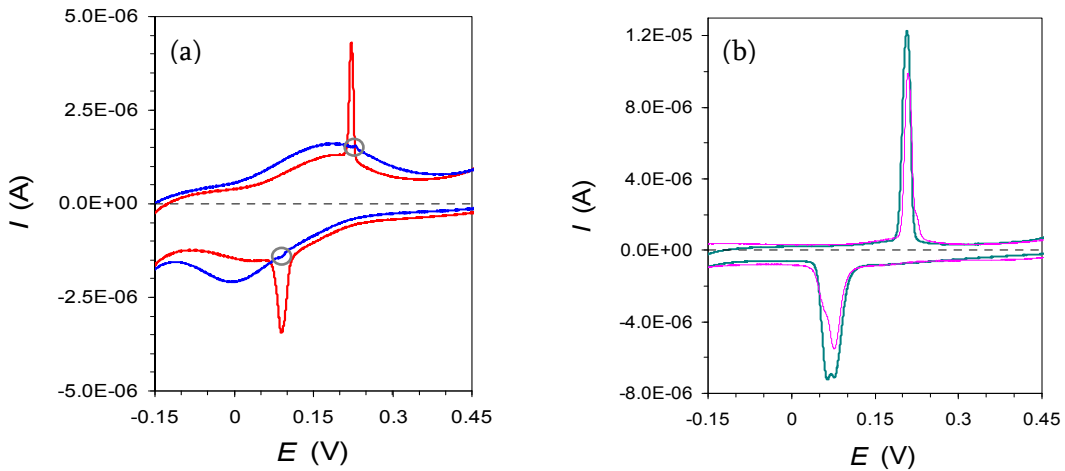 (a)
5.0E-06
2.5E-06
0.0E+00
-2.5E-06
-5.0E-06
I (A)
-0.15 0 0.15 0.3 0.45
E (V)
(b)
1.2E-05
8.0E-06
4.0E-06
0.0E+00
-4.0E-06
-8.0E-06
I (A)
-0.15 0 0.15 0.3 0.45
E (V)